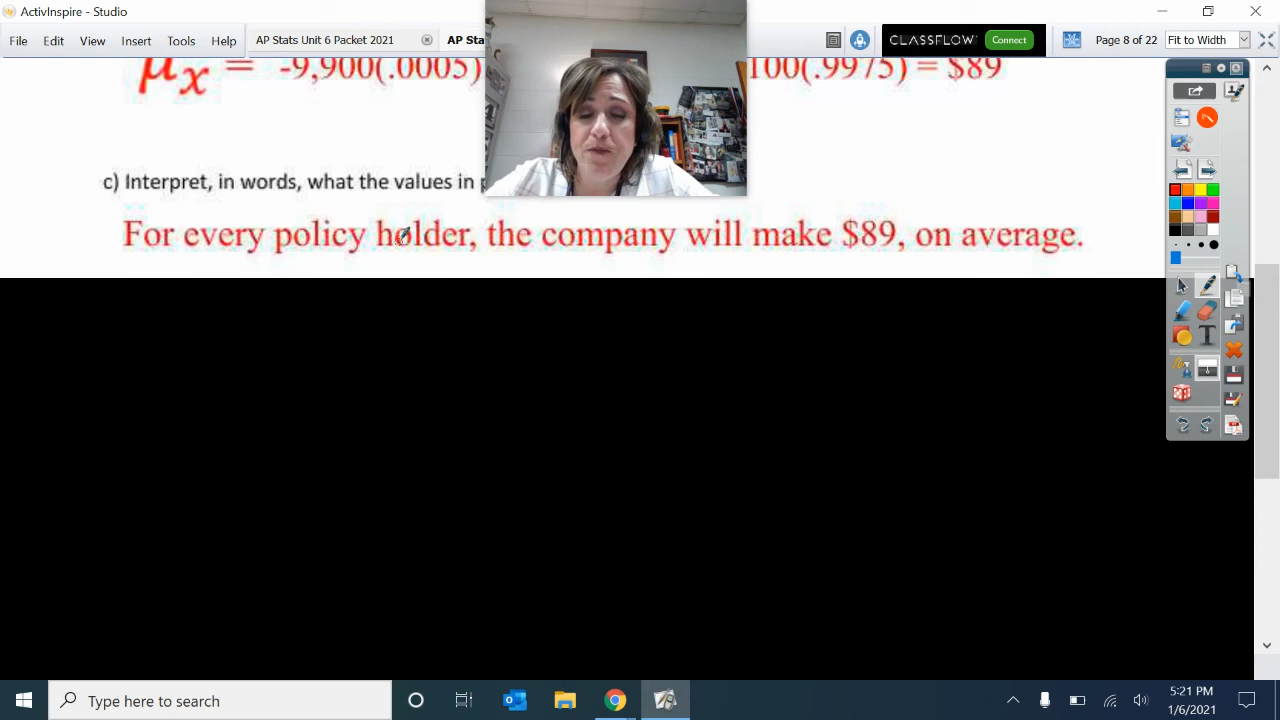 ActivInspire - Studio
File Edit View Insert Tools Help
AP Stats Unit 6 Packet 2021
AP Sta
CLASSFLOW Connect
Page 8 of 22
Fit to Width
μx = -9,900(.0005) 100(.9975) = $89
c) Interpret, in words, what the values in
For every policy holder, the company will make $89, on average.
Type here to search
5:21 PM
1/6/2021